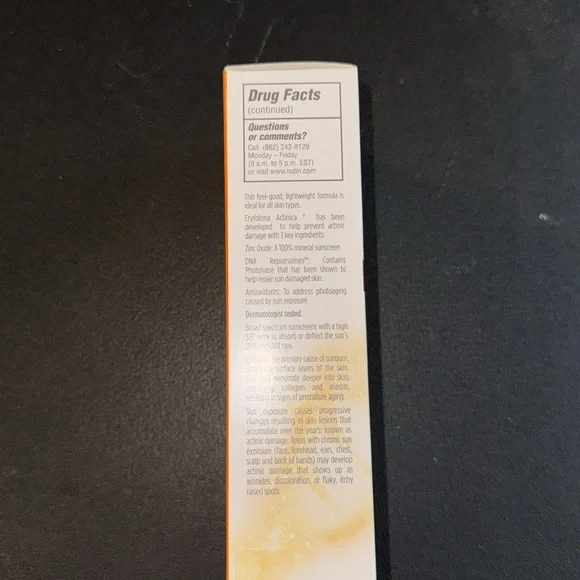 Drug Facts
(continued)
Questions
or comments?
Call (862) 242-8129
Monday – Friday
(9 a.m. to 5 p.m. EST)
or visit www.isdin.com
This feel-good, lightweight formula is
ideal for all skin types.
Eryfotona Actinica ® has been
developed to help prevent actinic
damage with 3 key ingredients:
Zinc Oxide: A 100% mineral sunscreen
DNA Repairsomes™: Contains
Photolyase that has been shown to
help repair sun damaged skin.
Antioxidants: To address photoaging
caused by sun exposure
Dermatologist tested.
Broad spectrum sunscreens with a high
SPF work to absorb or deflect the sun's
UVB rays
the primary cause of sunburn,
surface layers of the skin.
penetrate deeper into skin,
collagen and elastin,
resulting in signs of premature aging.
Sun exposure causes progressive
changes resulting in skin lesions that
accumulate over the years, known as
actinic damage. Areas with chronic sun
exposure (face, forehead, ears, chest,
scalp and back of hands) may develop
actinic damage that shows up as
wrinkles, discoloration, or flaky, itchy
raised spots.